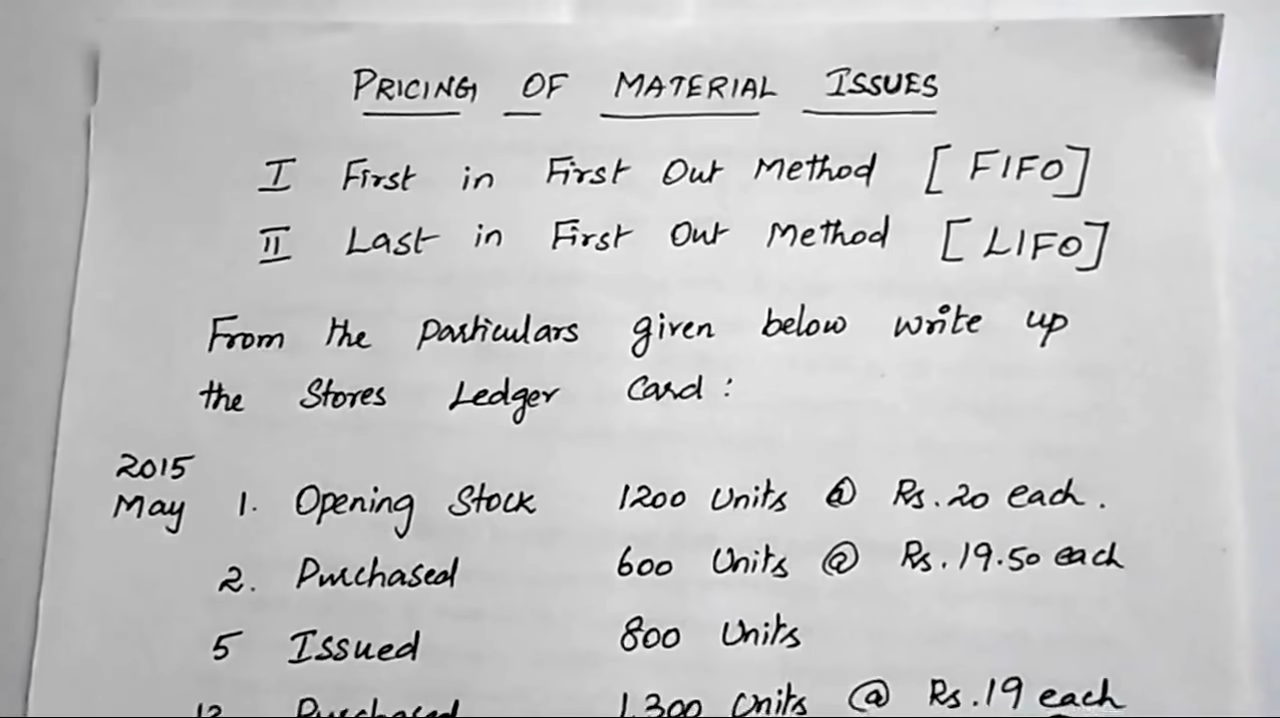 PRICING OF MATERIAL ISSUES
I First in First Out Method [FIFO]
II Last in First Out Method [LIFO]
From the particulars given below write up
the Stores Ledger Card :
2015
May 1. Opening Stock 1200 Units @ Rs. 20 each.
2. Purchased 600 Units @ Rs. 19.50 each
5 Issued 800 Units
12 Purchased 1,300 Units @ Rs. 19 each